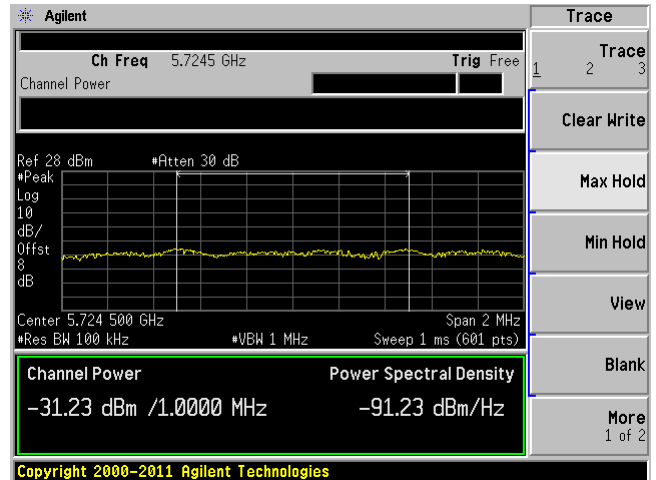 Agilent
Trace
Ch Freq 5.7245 GHz Trig Free
Channel Power
Trace
1 2 3
Clear Write
Max Hold
Min Hold
View
Blank
More
1 of 2
Ref 28 dBm #Atten 30 dB
#Peak
Log
10
dB/
Offst
8
dB
Center 5.724 500 GHz Span 2 MHz
#Res BW 100 kHz #VBW 1 MHz Sweep 1 ms (601 pts)
Channel Power Power Spectral Density
-31.23 dBm /1.0000 MHz -91.23 dBm/Hz
Copyright 2000-2011 Agilent Technologies